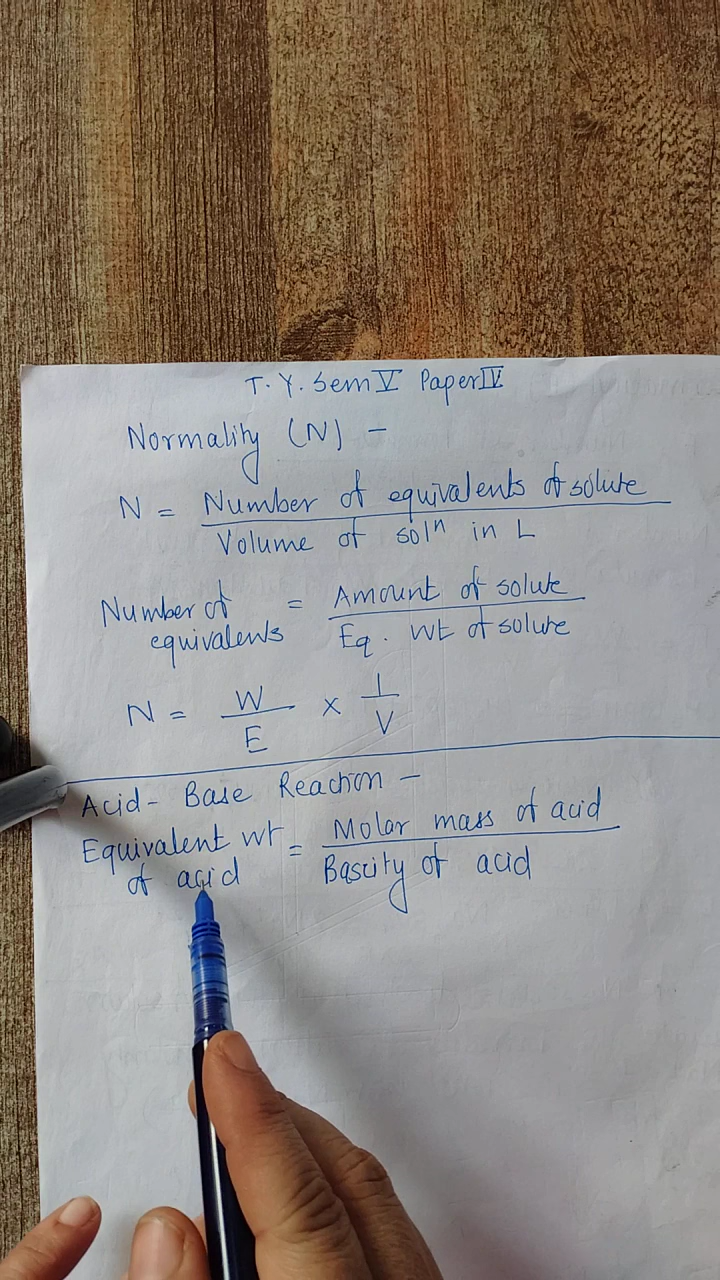 T. Y. Sem V Paper IV
Normality (N) -
N = Number of equivalents of solute
Volume of solⁿ in L
Number of equivalents = Amount of solute
Eq. Wt of solute
N = W/E × 1/V
Acid- Base Reaction -
Equivalent wt of acid = Molar mass of acid
Bascity of acid